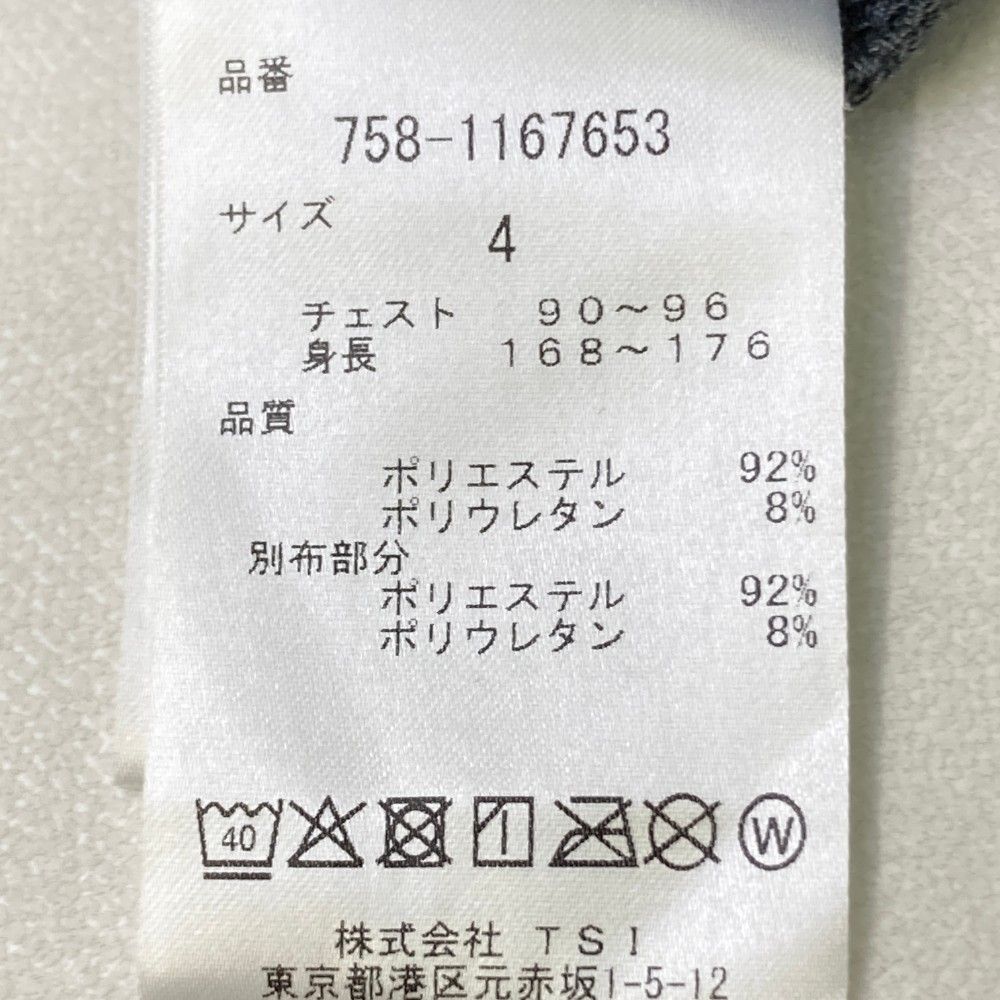 品番
758-1167653
サイズ
4
チェスト 90～96
身長 168～176
品質
ポリエステル 92%
ポリウレタン 8%
別布部分
ポリエステル 92%
ポリウレタン 8%
40 W
株式会社 TSI
東京都港区元赤坂1-5-12